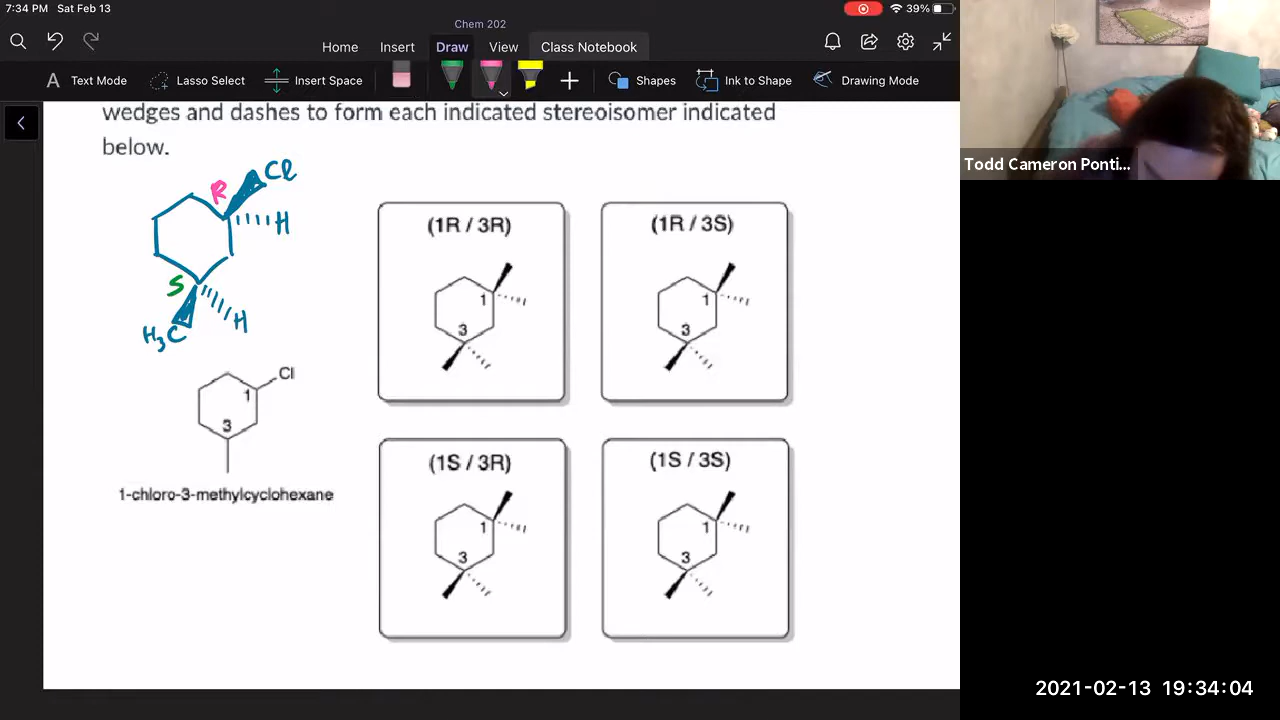 7:34 PM Sat Feb 13
39%
Chem 202
Home Insert Draw View Class Notebook
Text Mode Lasso Select Insert Space Shapes Ink to Shape Drawing Mode
wedges and dashes to form each indicated stereoisomer indicated
below.
R Cl
H
S
H
H3C
Cl
1
3
1-chloro-3-methylcyclohexane
(1R / 3R)
1
3
(1R / 3S)
1
3
(1S / 3R)
1
3
(1S / 3S)
1
3
Todd Cameron Ponti...
2021-02-13 19:34:04